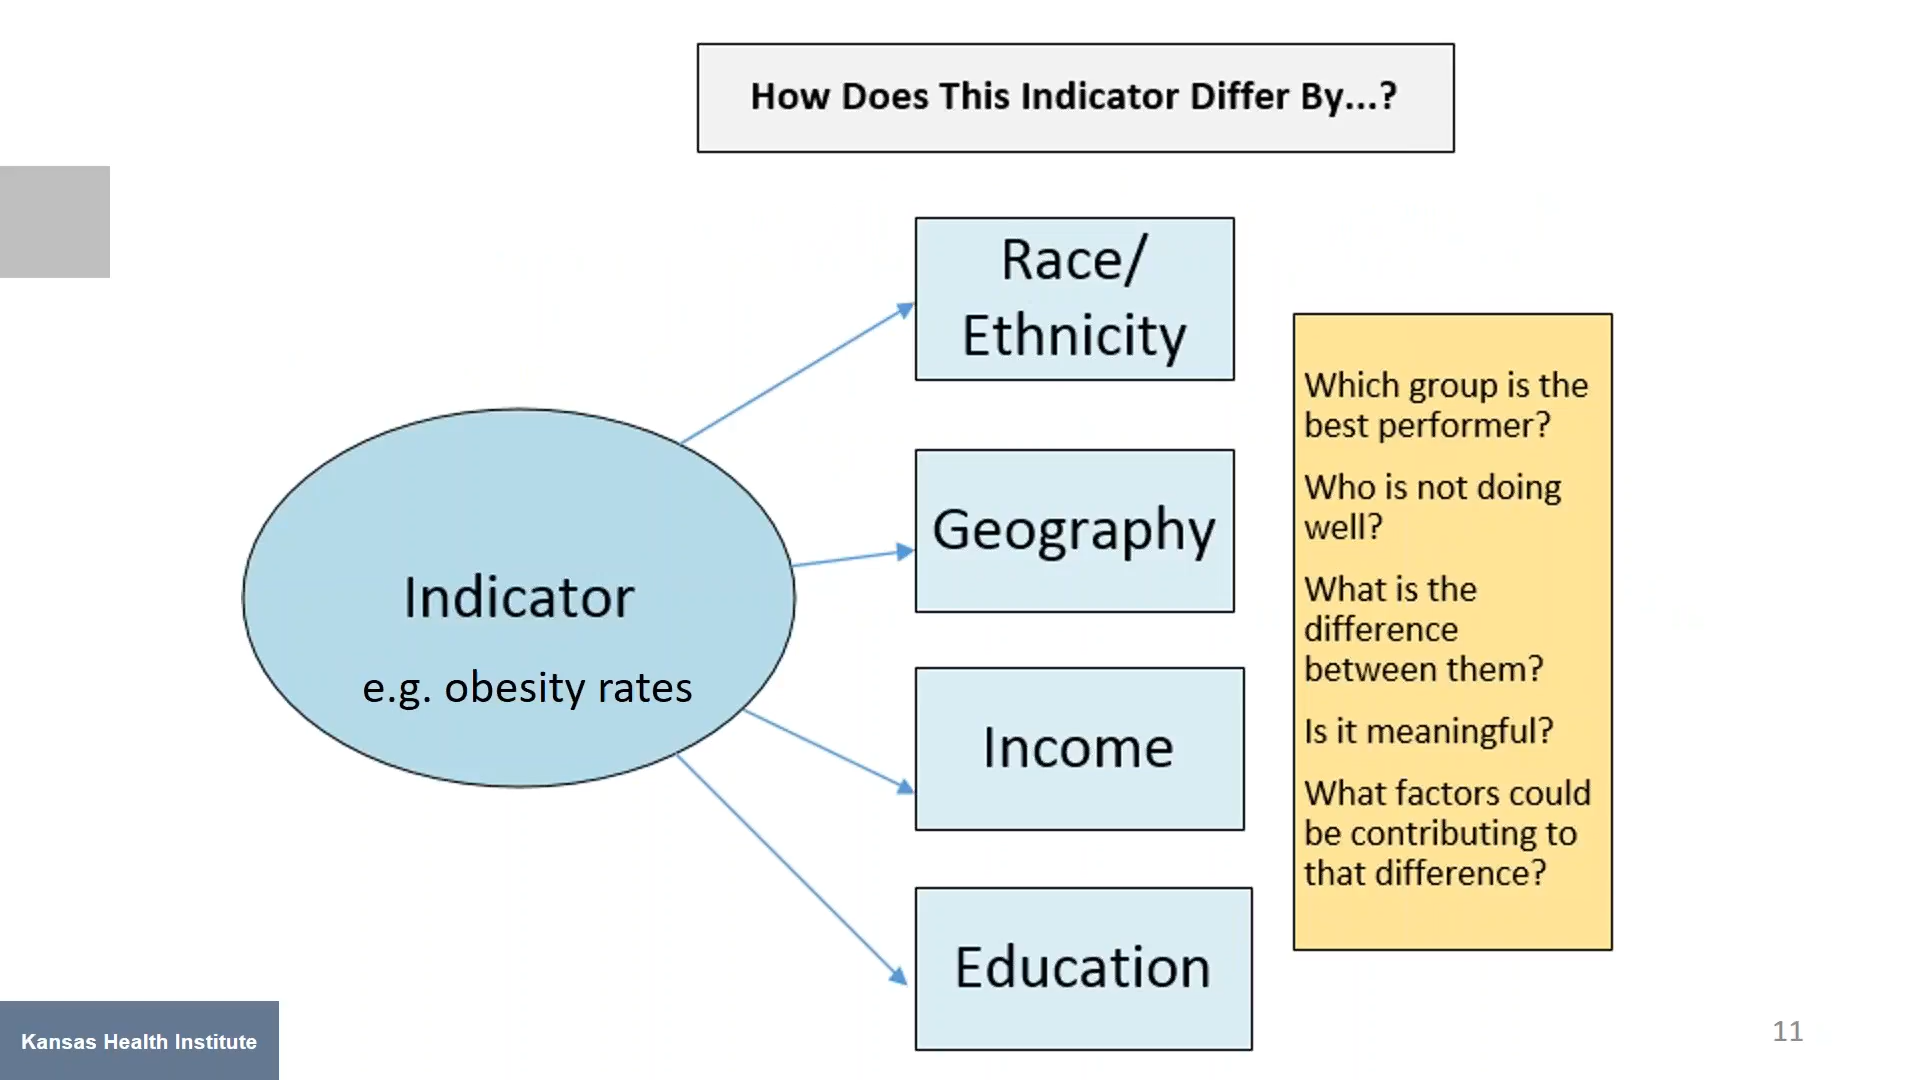 How Does This Indicator Differ By...?
Race/
Ethnicity
Geography
Income
Education
Indicator
e.g. obesity rates
Which group is the
best performer?
Who is not doing
well?
What is the
difference
between them?
Is it meaningful?
What factors could
be contributing to
that difference?
Kansas Health Institute
11